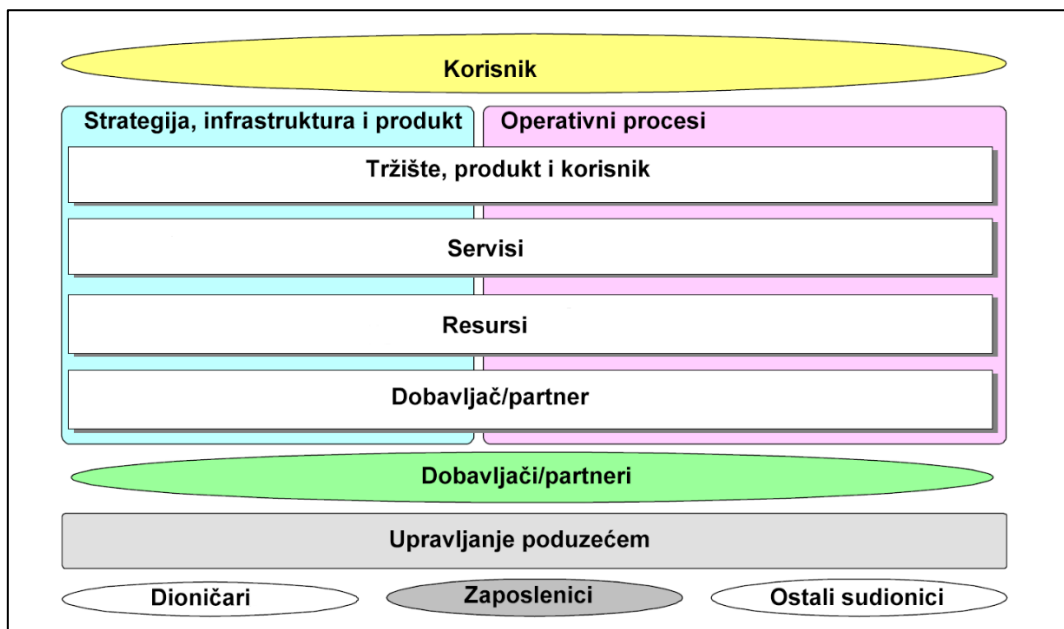 Korisnik
Strategija, infrastruktura i produkt
Operativni procesi
Tržište, produkt i korisnik
Servisi
Resursi
Dobavljač/partner
Dobavljači/partneri
Upravljanje poduzećem
Dioničari
Zaposlenici
Ostali sudionici